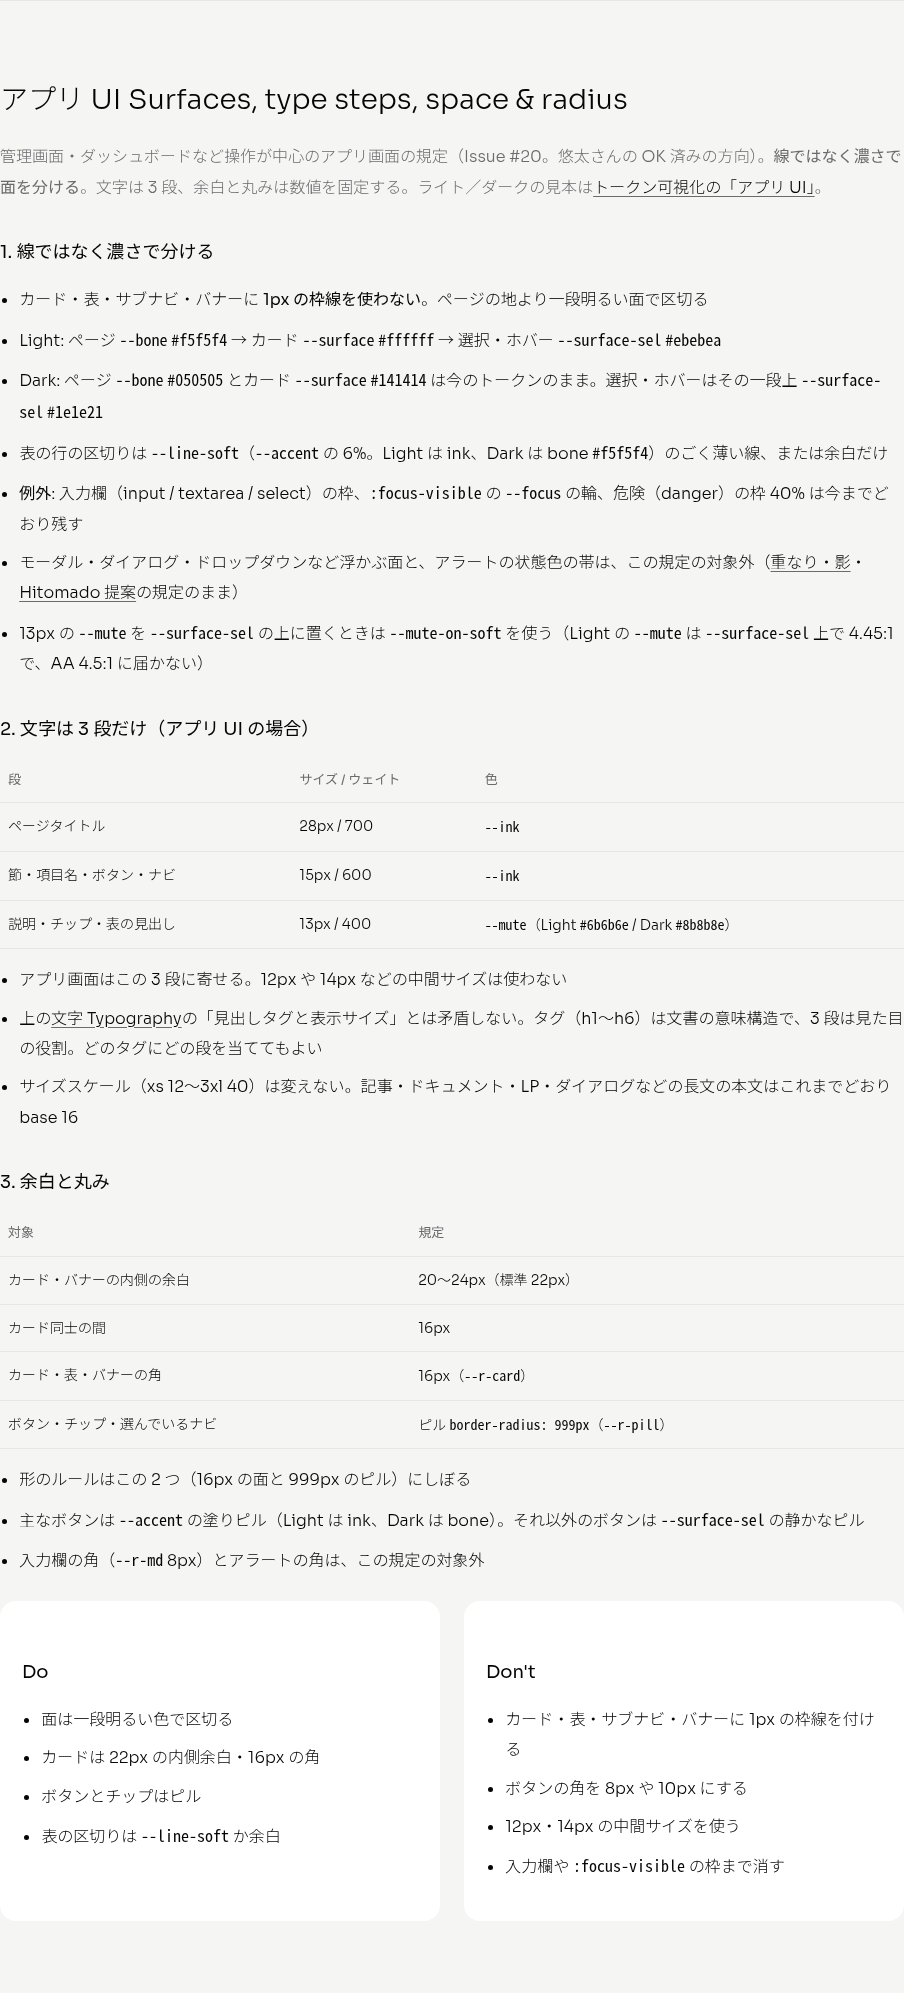 アプリ UI Surfaces, type steps, space & radius
管理画面・ダッシュボードなど操作が中心のアプリ画面の規定（Issue #20。悠太さんの OK 済みの方向）。線ではなく濃さで
面を分ける。文字は 3 段、余白と丸みは数値を固定する。ライト／ダークの見本はトークン可視化の「アプリ UI」。
1. 線ではなく濃さで分ける
• カード・表・サブナビ・バナーに 1px の枠線を使わない。ページの地より一段明るい面で区切る
• Light: ページ --bone #f5f5f4 → カード --surface #ffffff → 選択・ホバー --surface-sel #ebebea
• Dark: ページ --bone #050505 とカード --surface #141414 は今のトークンのまま。選択・ホバーはその一段上 --surface-
sel #1e1e21
• 表の行の区切りは --line-soft（--accent の 6%。Light は ink、Dark は bone #f5f5f4）のごく薄い線、または余白だけ
• 例外: 入力欄（input / textarea / select）の枠、:focus-visible の --focus の輪、危険（danger）の枠 40% は今までど
おり残す
• モーダル・ダイアログ・ドロップダウンなど浮かぶ面と、アラートの状態色の帯は、この規定の対象外（重なり・影・
Hitomado 提案の規定のまま）
• 13px の --mute を --surface-sel の上に置くときは --mute-on-soft を使う（Light の --mute は --surface-sel 上で 4.45:1
で、AA 4.5:1 に届かない）
2. 文字は 3 段だけ（アプリ UI の場合）
段 サイズ / ウェイト 色
ページタイトル 28px / 700 --ink
節・項目名・ボタン・ナビ 15px / 600 --ink
説明・チップ・表の見出し 13px / 400 --mute（Light #6b6b6e / Dark #8b8b8e）
• アプリ画面はこの 3 段に寄せる。12px や 14px などの中間サイズは使わない
• 上の文字 Typographyの「見出しタグと表示サイズ」とは矛盾しない。タグ（h1〜h6）は文書の意味構造で、3 段は見た目
の役割。どのタグにどの段を当ててもよい
• サイズスケール（xs 12〜3xl 40）は変えない。記事・ドキュメント・LP・ダイアログなどの長文の本文はこれまでどおり
base 16
3. 余白と丸み
対象 規定
カード・バナーの内側の余白 20〜24px（標準 22px）
カード同士の間 16px
カード・表・バナーの角 16px（--r-card）
ボタン・チップ・選んでいるナビ ピル border-radius: 999px（--r-pill）
• 形のルールはこの 2 つ（16px の面と 999px のピル）にしぼる
• 主なボタンは --accent の塗りピル（Light は ink、Dark は bone）。それ以外のボタンは --surface-sel の静かなピル
• 入力欄の角（--r-md 8px）とアラートの角は、この規定の対象外
Do
• 面は一段明るい色で区切る
• カードは 22px の内側余白・16px の角
• ボタンとチップはピル
• 表の区切りは --line-soft か余白
Don't
• カード・表・サブナビ・バナーに 1px の枠線を付け
る
• ボタンの角を 8px や 10px にする
• 12px・14px の中間サイズを使う
• 入力欄や :focus-visible の枠まで消す